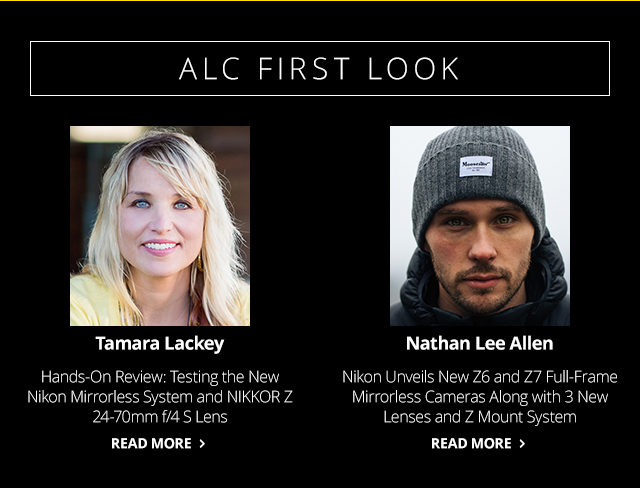 ALC FIRST LOOK
Tamara Lackey
Hands-On Review: Testing the New
Nikon Mirrorless System and NIKKOR Z
24-70mm f/4 S Lens
READ MORE >
Nathan Lee Allen
Nikon Unveils New Z6 and Z7 Full-Frame
Mirrorless Cameras Along with 3 New
Lenses and Z Mount System
READ MORE >